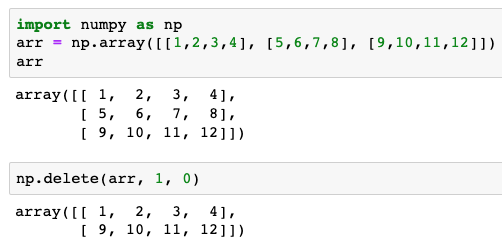 import numpy as np
arr = np.array([[1,2,3,4], [5,6,7,8], [9,10,11,12]])
arr
array([[ 1,  2,  3,  4],
       [ 5,  6,  7,  8],
       [ 9, 10, 11, 12]])
np.delete(arr, 1, 0)
array([[ 1,  2,  3,  4],
       [ 9, 10, 11, 12]])